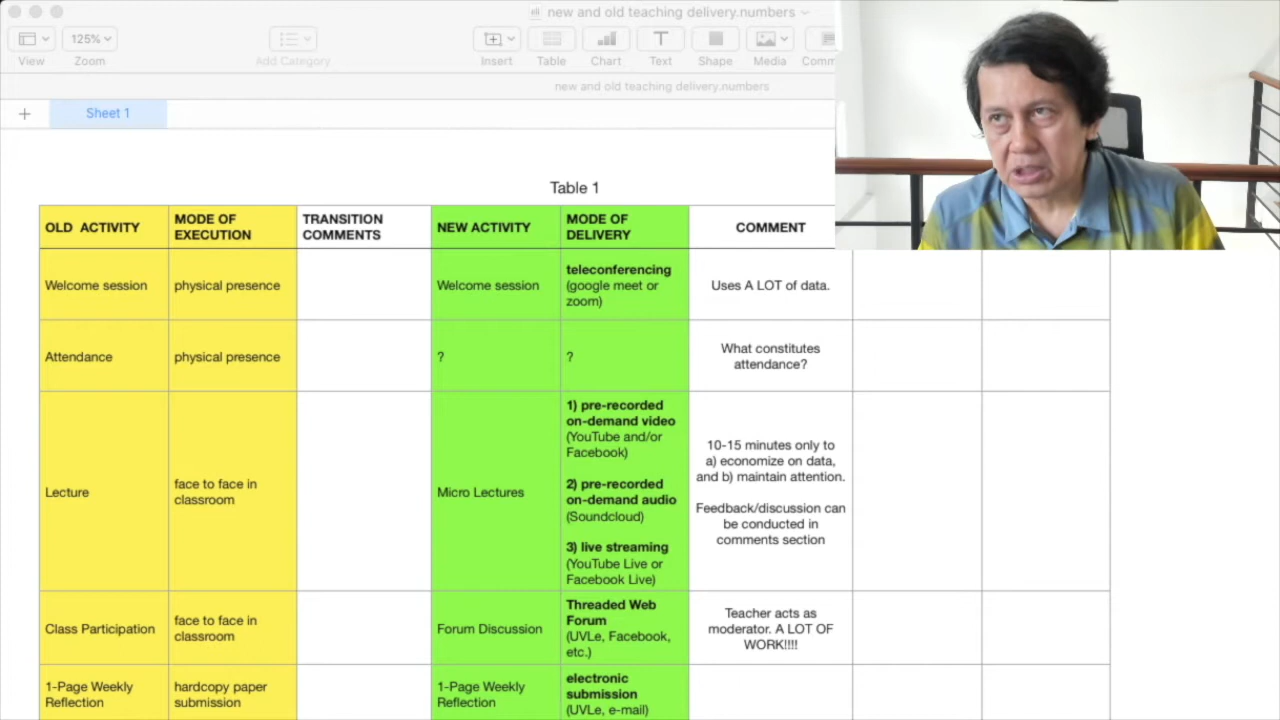 new and old teaching delivery.numbers
125%
View
Zoom
Add Category
Insert
Table
Chart
Text
Shape
Media
Comm
new and old teaching delivery.numbers
+
Sheet 1
Table 1
OLD ACTIVITY
MODE OF
EXECUTION
TRANSITION
COMMENTS
NEW ACTIVITY
MODE OF
DELIVERY
COMMENT
Welcome session
physical presence
Welcome session
teleconferencing
(google meet or
zoom)
Uses A LOT of data.
Attendance
physical presence
?
?
What constitutes
attendance?
Lecture
face to face in
classroom
Micro Lectures
1) pre-recorded
on-demand video
(YouTube and/or
Facebook)
2) pre-recorded
on-demand audio
(Soundcloud)
3) live streaming
(YouTube Live or
Facebook Live)
10-15 minutes only to
a) economize on data,
and b) maintain attention.
Feedback/discussion can
be conducted in
comments section
Class Participation
face to face in
classroom
Forum Discussion
Threaded Web
Forum
(UVLe, Facebook,
etc.)
Teacher acts as
moderator. A LOT OF
WORK!!!!
1-Page Weekly
Reflection
hardcopy paper
submission
1-Page Weekly
Reflection
electronic
submission
(UVLe, e-mail)